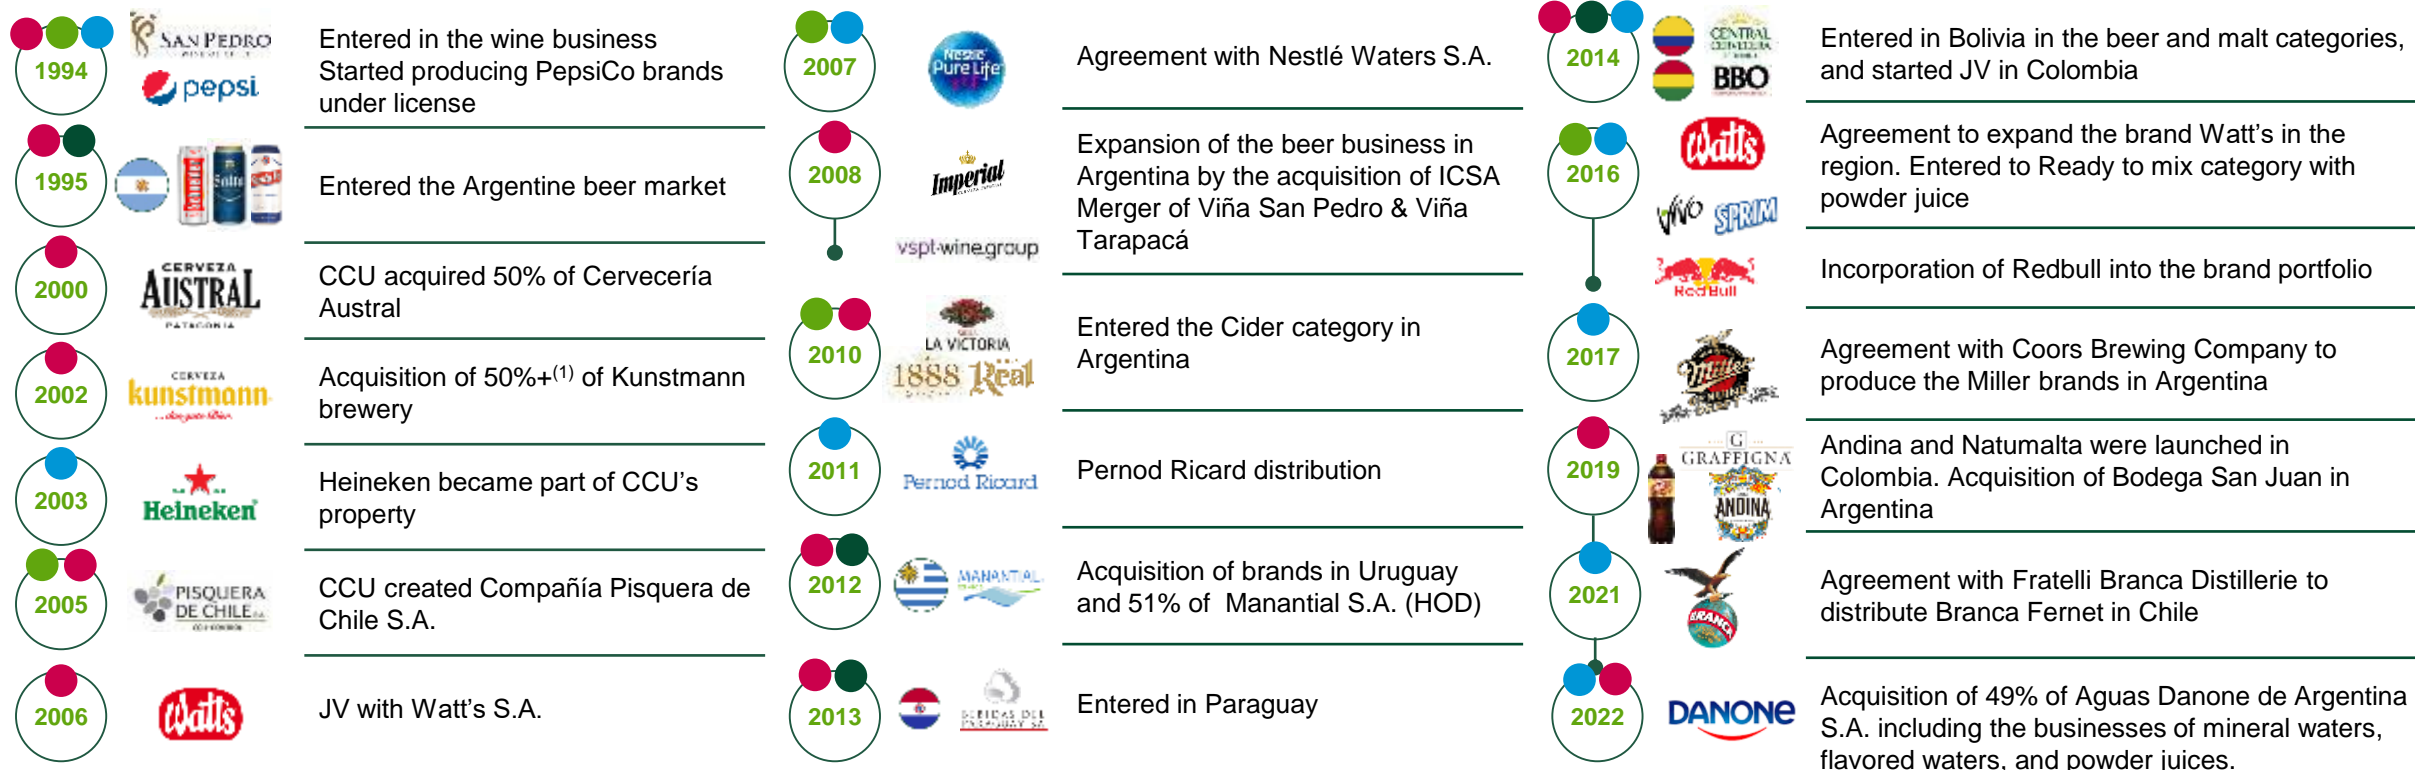 1994
SAN PEDRO
pepsi
Entered in the wine business
Started producing PepsiCo brands
under license
1995
Salta
Entered the Argentine beer market
2000
CERVEZA
AUSTRAL
PATAGONIA
CCU acquired 50% of Cervecería
Austral
2002
CERVEZA
kunstmann
Acquisition of 50%+(1) of Kunstmann
brewery
2003
Heineken
Heineken became part of CCU’s
property
2005
PISQUERA
DE CHILE
CCU created Compañía Pisquera de
Chile S.A.
2006
Watts
JV with Watt’s S.A.
2007
Nestlé
Pure Life
Agreement with Nestlé Waters S.A.
2008
Imperial
vspt-wine.group
Expansion of the beer business in
Argentina by the acquisition of ICSA
Merger of Viña San Pedro & Viña
Tarapacá
2010
LA VICTORIA
1888 Real
Entered the Cider category in
Argentina
2011
Pernod Ricard
Pernod Ricard distribution
2012
MANANTIAL
Acquisition of brands in Uruguay
and 51% of Manantial S.A. (HOD)
2013
BEBIDAS DEL
PARAGUAY SA
Entered in Paraguay
2014
CENTRAL
CERVECERA
BBO
Entered in Bolivia in the beer and malt categories,
and started JV in Colombia
2016
Watts
VIVO SPRIM
Agreement to expand the brand Watt’s in the
region. Entered to Ready to mix category with
powder juice
Red Bull
Incorporation of Redbull into the brand portfolio
2017
Miller
Agreement with Coors Brewing Company to
produce the Miller brands in Argentina
2019
G
GRAFFIGNA
ANDINA
Andina and Natumalta were launched in
Colombia. Acquisition of Bodega San Juan in
Argentina
2021
BRANCA
Agreement with Fratelli Branca Distillerie to
distribute Branca Fernet in Chile
2022
DANONE
Acquisition of 49% of Aguas Danone de Argentina
S.A. including the businesses of mineral waters,
flavored waters, and powder juices.